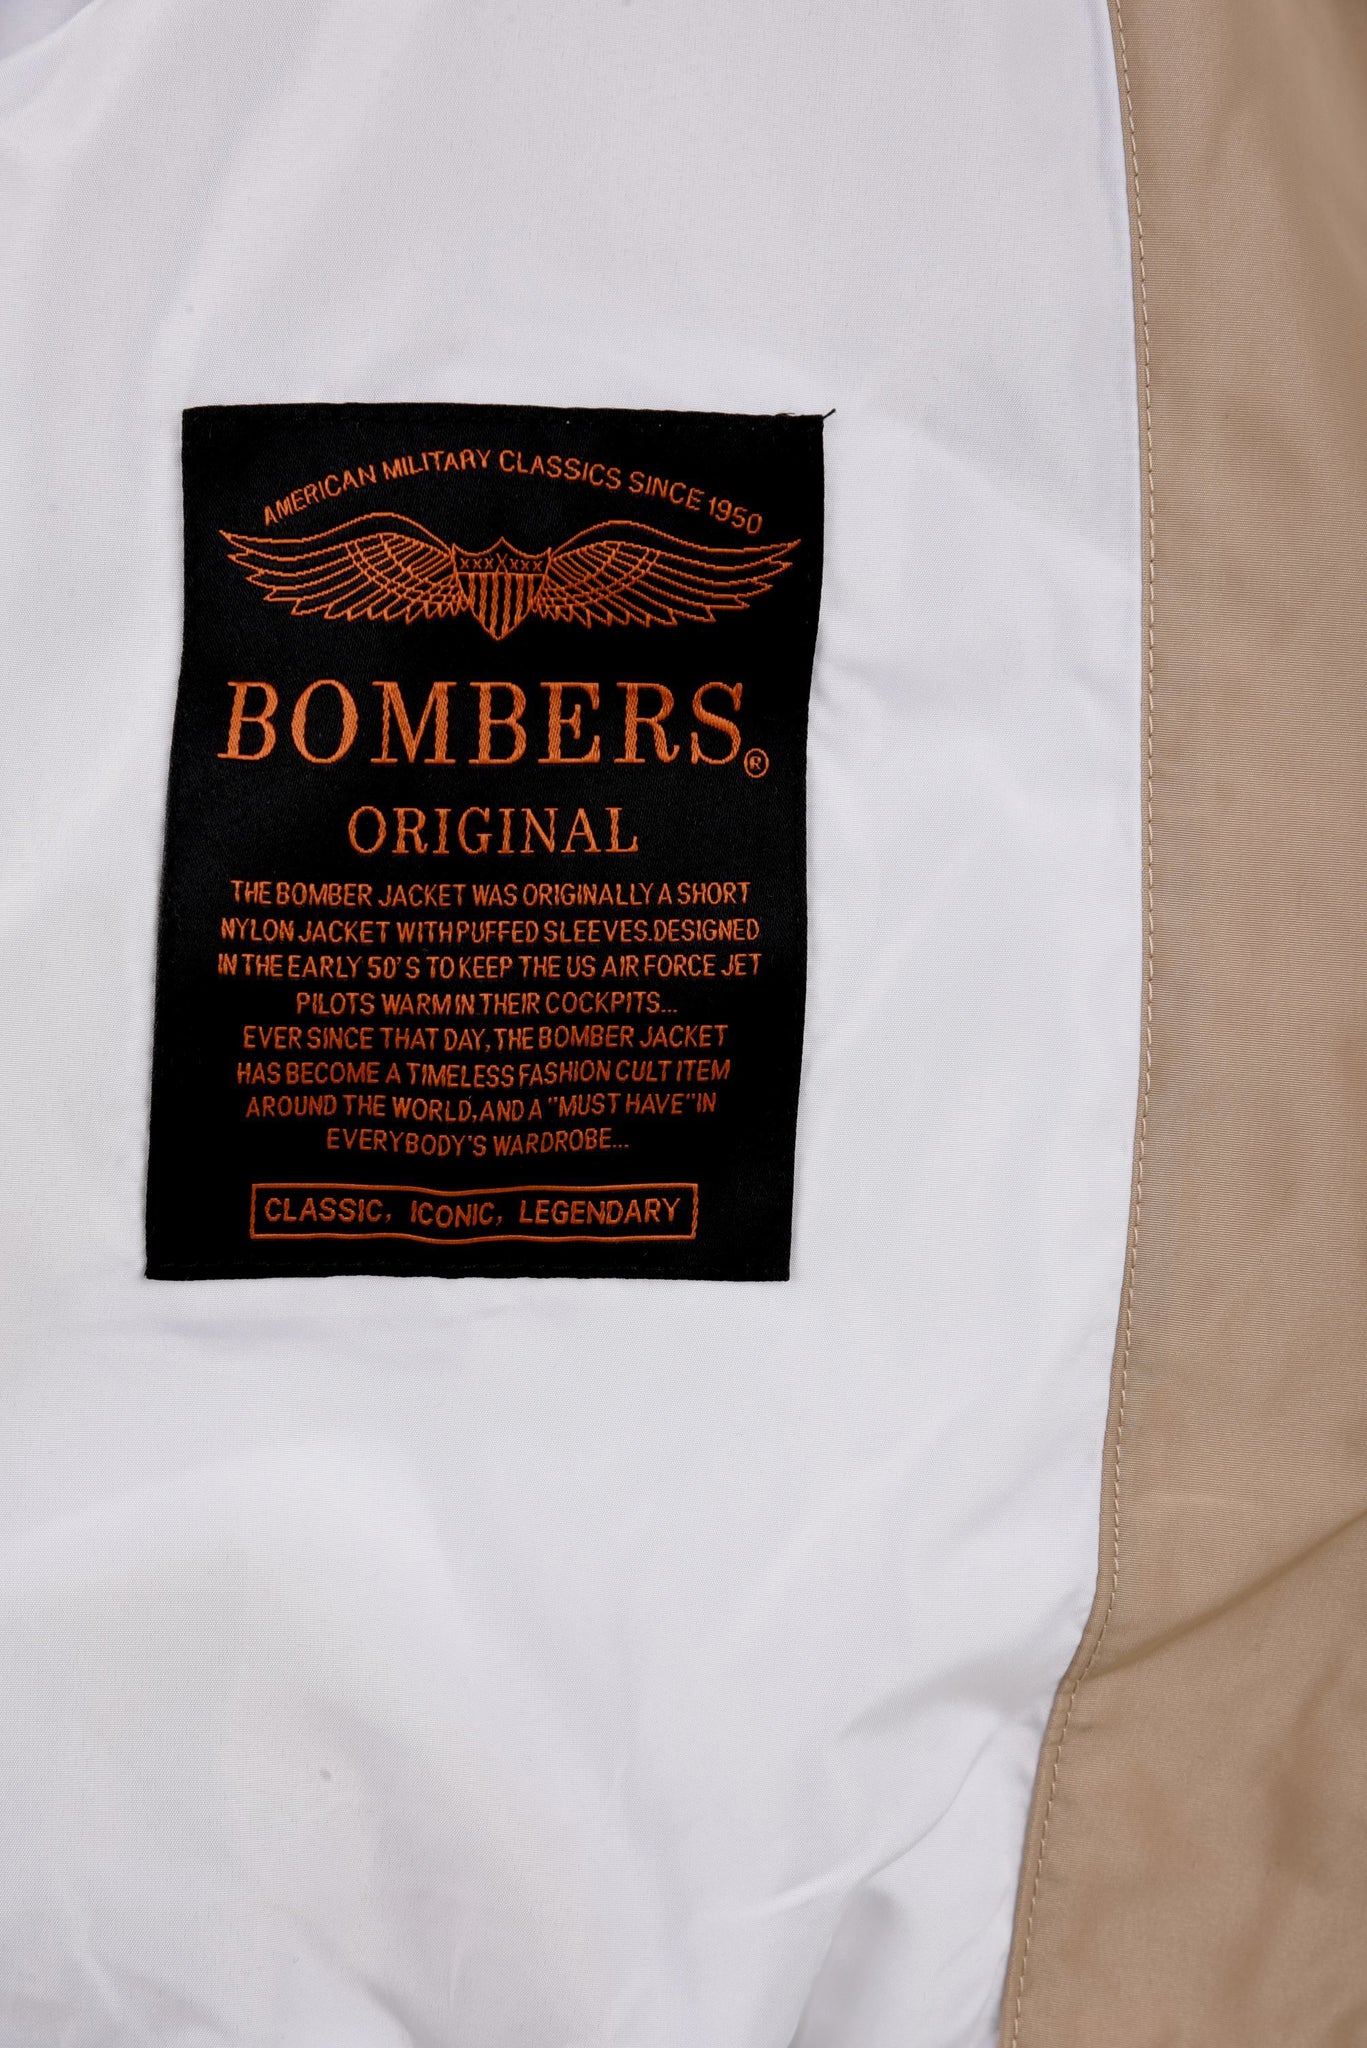 AMERICAN MILITARY CLASSICS SINCE 1950
BOMBERS®
ORIGINAL
THE BOMBER JACKET WAS ORIGINALLY A SHORT
NYLON JACKET WITH PUFFED SLEEVES.DESIGNED
IN THE EARLY 50'S TO KEEP THE US AIR FORCE JET
PILOTS WARM IN THEIR COCKPITS...
EVER SINCE THAT DAY, THE BOMBER JACKET
HAS BECOME A TIMELESS FASHION CULT ITEM
AROUND THE WORLD, AND A "MUST HAVE" IN
EVERYBODY'S WARDROBE...
CLASSIC, ICONIC, LEGENDARY